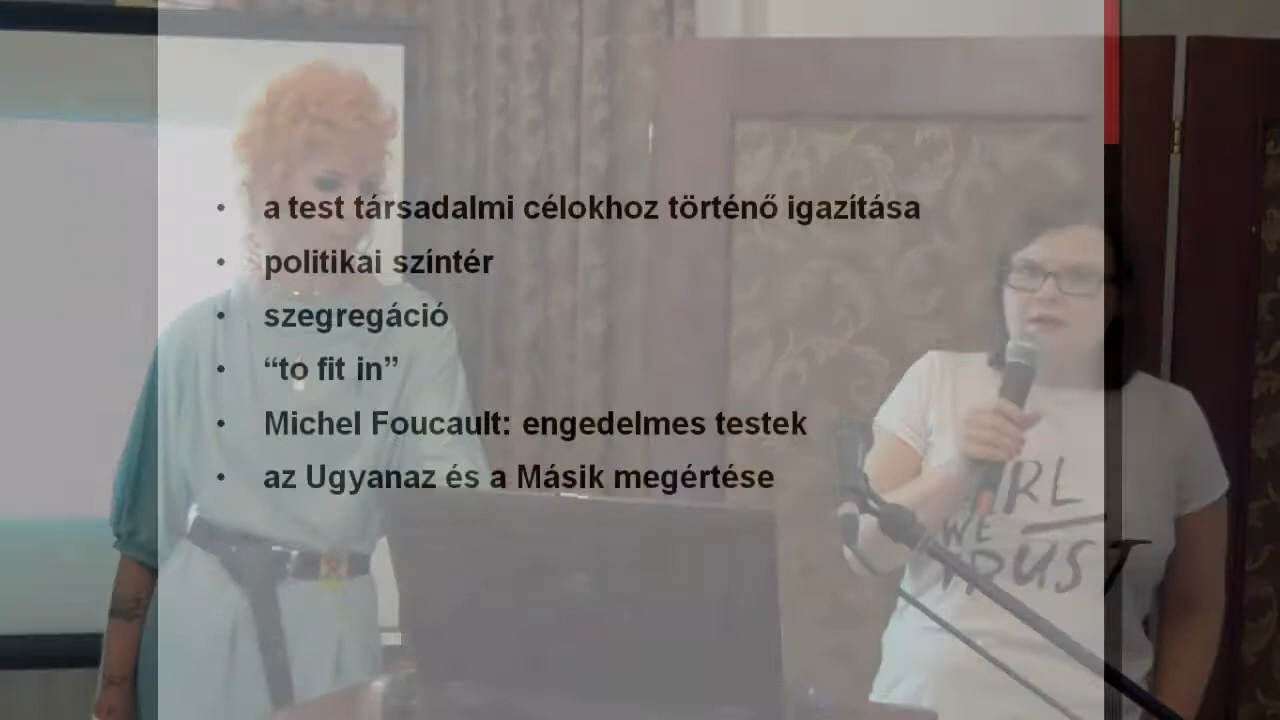 • a test társadalmi célokhoz történő igazítása
• politikai színtér
• szegregáció
• “to fit in”
• Michel Foucault: engedelmes testek
• az Ugyanaz és a Másik megértése
WE